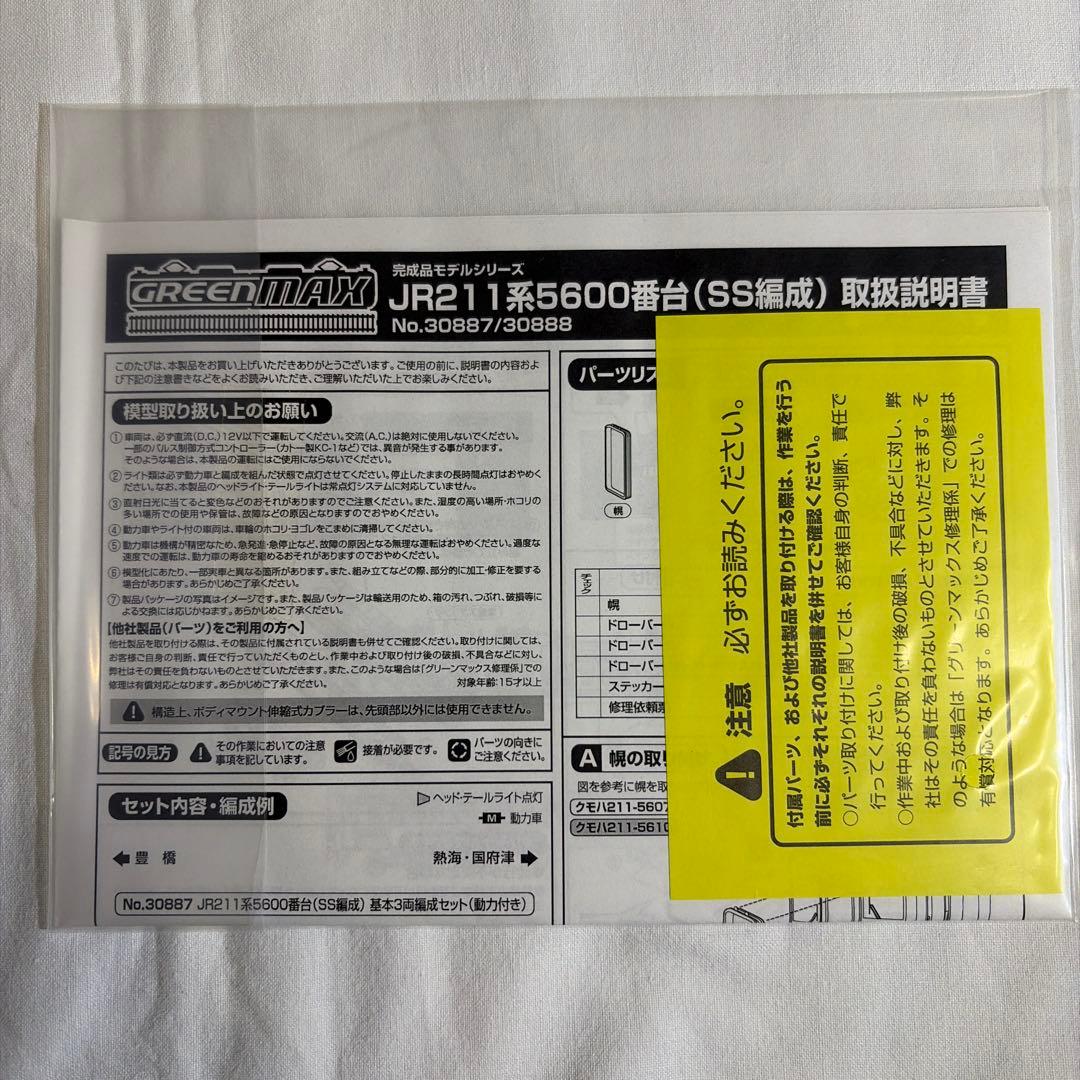 GREENMAX
完成品モデルシリーズ
JR211系5600番台(SS編成) 取扱説明書
No.30887/30888
このたびは、本製品をお買い上げいただきありがとうございます。ご使用の前に、説明書の内容およ
び下記の注意書きなどをよくお読みいただき、ご理解いただいた上でお楽しみください。
模型取り扱い上のお願い
①車両は、必ず直流(D.C.)12V以下で運転してください。交流(A.C.)は絶対に使用しないでください。
一部のパルス制御方式コントローラー(カトー製KC-1など)では、異音が発生する事があります。
そのような場合は、本製品の運転にはご使用にならないでください。
②ライト類は必ず動力車と編成を組んだ状態で点灯させてください。停止したままの長時間点灯はおやめく
ださい。なお、本製品のヘッドライト・テールライトは常点灯システムに対応していません。
③直射日光に当てると変色などのおそれがありますのでご注意ください。また、湿度の高い場所・ホコリの
多い場所での使用や保管は、故障などの原因となりますのでおやめください。
④動力車やライト付の車両は、車輪のホコリ・ヨゴレをこまめに清掃してください。
⑤動力車は機構が精密なため、急発進・急停止など、故障の原因となる無理な運転はおやめください。過度な
速度での運転は、動力車の寿命を縮めるおそれがありますのでおやめください。
⑥模型化にあたり、一部実車と異なる箇所があります。また、組み立てなどの際、部分的に加工・修正を要する
場合があります。あらかじめご了承ください。
⑦製品パッケージの写真はイメージです。また、製品パッケージは輸送用のため、箱の汚れ、つぶれ、破損等に
よる交換には応じかねます。あらかじめご了承ください。
【他社製品(パーツ)をご利用の方へ】
他社製品を取り付ける際は、その製品に付属されている説明書も併せてご確認ください。取り付けに関しては、
お客様ご自身の判断、責任で行っていただくものとし、作業中および取り付け後の破損、不具合などに対し、
弊社はその責任を負わないものとさせていただきます。また、このような場合は「グリーンマックス修理係」での
修理は有償対応となります。あらかじめご了承ください。
対象年齢:15才以上
構造上、ボディマウント伸縮式カプラーは、先頭部以外には使用できません。
記号の見方
その作業においての注意
事項を記しています。
接着が必要です。
パーツの向きに
ご注意ください。
セット内容・編成例
ヘッド・テールライト点灯
M 動力車
豊橋
熱海・国府津
No.30887 JR211系5600番台(SS編成) 基本3両編成セット(動力付き)
パーツリス
幌
チェック
幌
ドローバー
ドローバー
ドローバー
ステッカー
修理依頼票
A 幌の取り
図を参考に幌を取
クモハ211-5607
クモハ211-5610
注意 必ずお読みください。
付属パーツ、および他社製品を取り付ける際は、作業を行う
前に必ずそれぞれの説明書を併せてご確認ください。
○パーツ取り付けに関しては、お客様自身の判断、責任で
行ってください。
○作業中および取り付け後の破損、不具合などに対し、弊
社はその責任を負わないものとさせていただきます。そ
のような場合は「グリーンマックス修理係」での修理は
有償対応となります。あらかじめご了承ください。